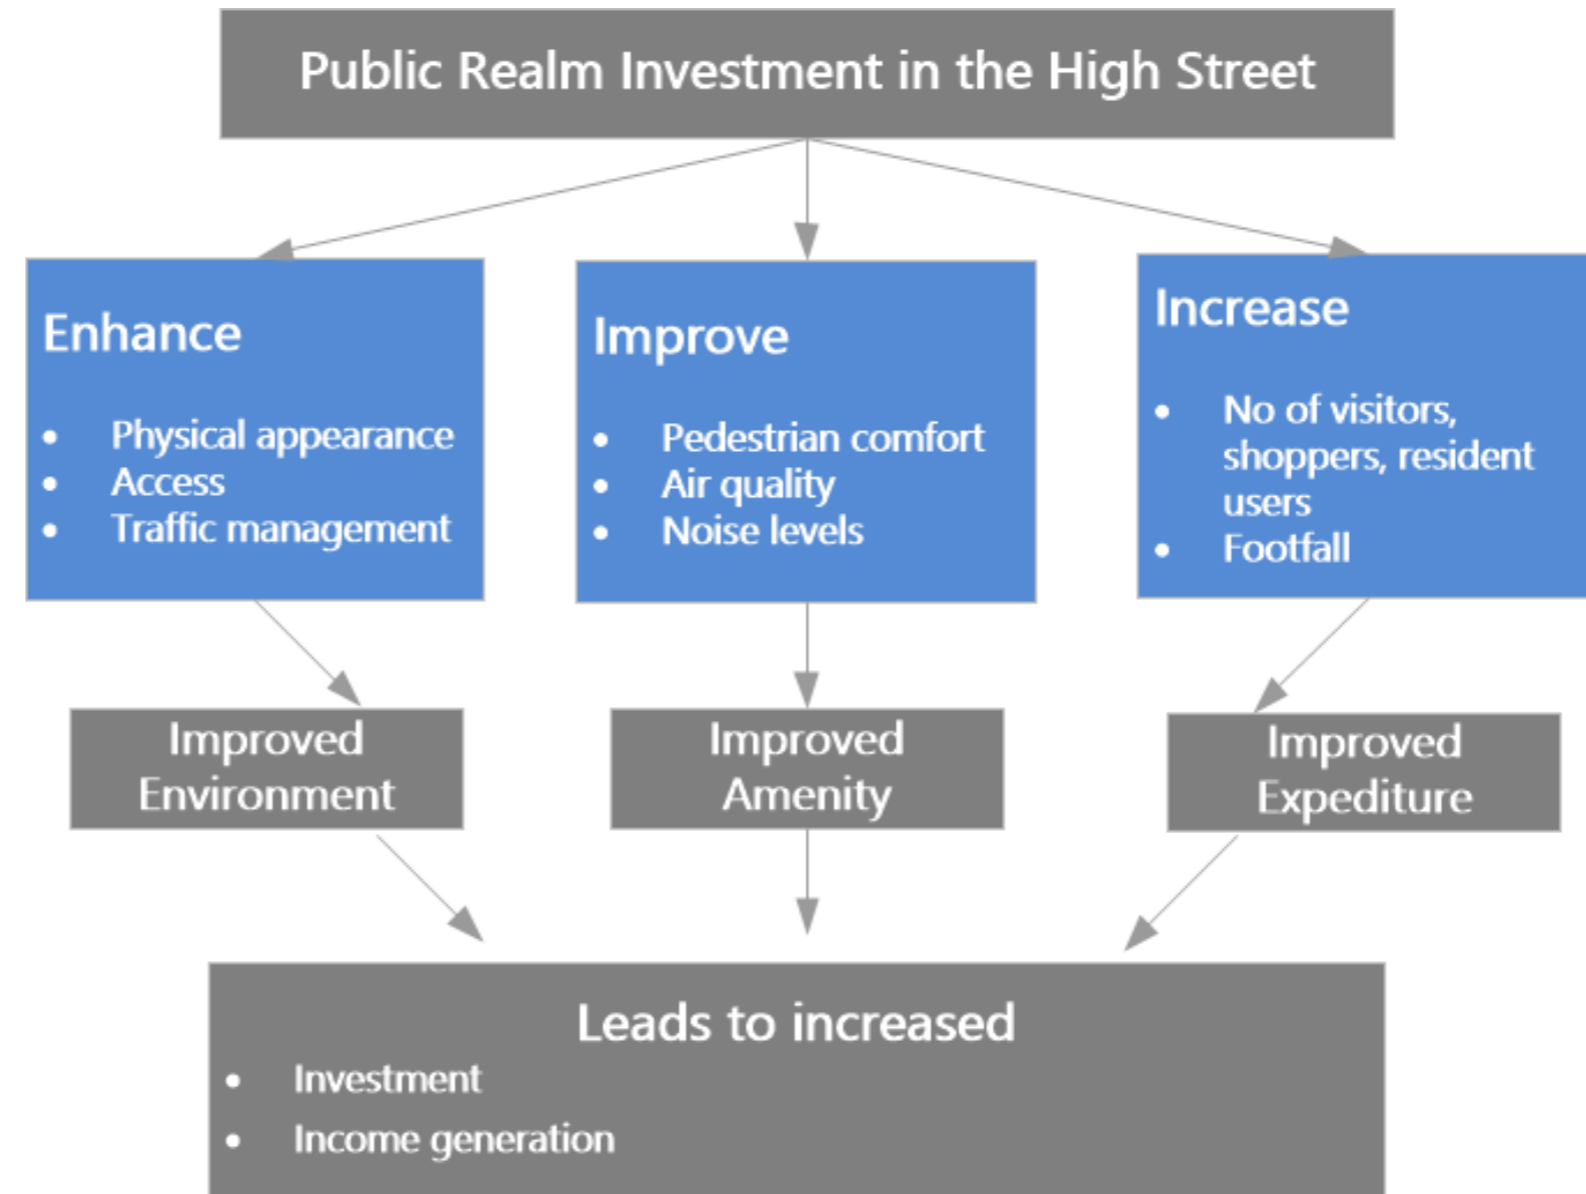 Public Realm Investment in the High Street
Enhance
• Physical appearance
• Access
• Traffic management
Improve
• Pedestrian comfort
• Air quality
• Noise levels
Increase
• No of visitors,
shoppers, resident
users
• Footfall
Improved
Environment
Improved
Amenity
Improved
Expediture
Leads to increased
• Investment
• Income generation